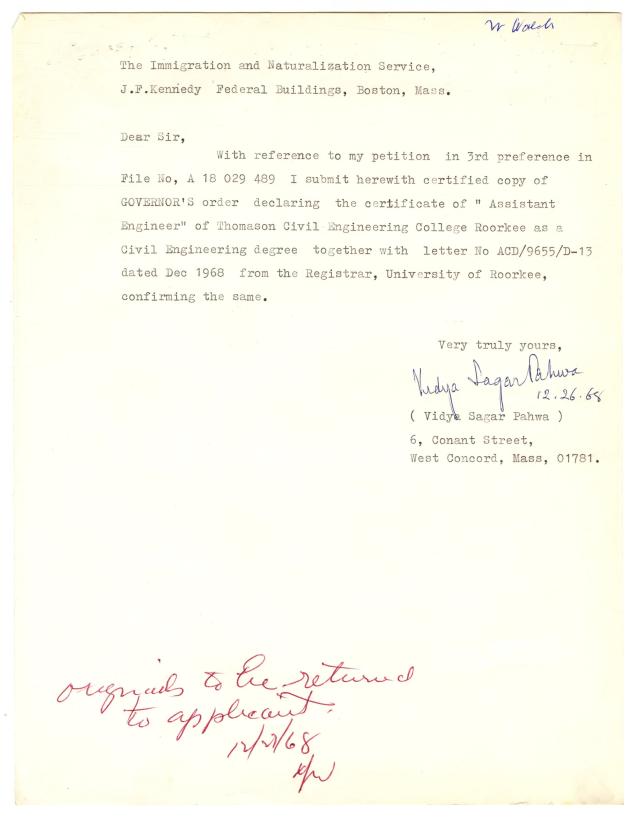 W Walsh
The Immigration and Naturalization Service,
J.F.Kennedy Federal Buildings, Boston, Mass.
Dear Sir,
With reference to my petition in 3rd preference in
File No, A 18 029 489 I submit herewith certified copy of
GOVERNOR'S order declaring the certificate of " Assistant
Engineer" of Thomason Civil Engineering College Roorkee as a
Civil Engineering degree together with letter No ACD/9655/D-13
dated Dec 1968 from the Registrar, University of Roorkee,
confirming the same.
Very truly yours,
Vidya Sagar Pahwa
12.26.68
( Vidya Sagar Pahwa )
6, Conant Street,
West Concord, Mass, 01781.
originals to be returned
to applicant.